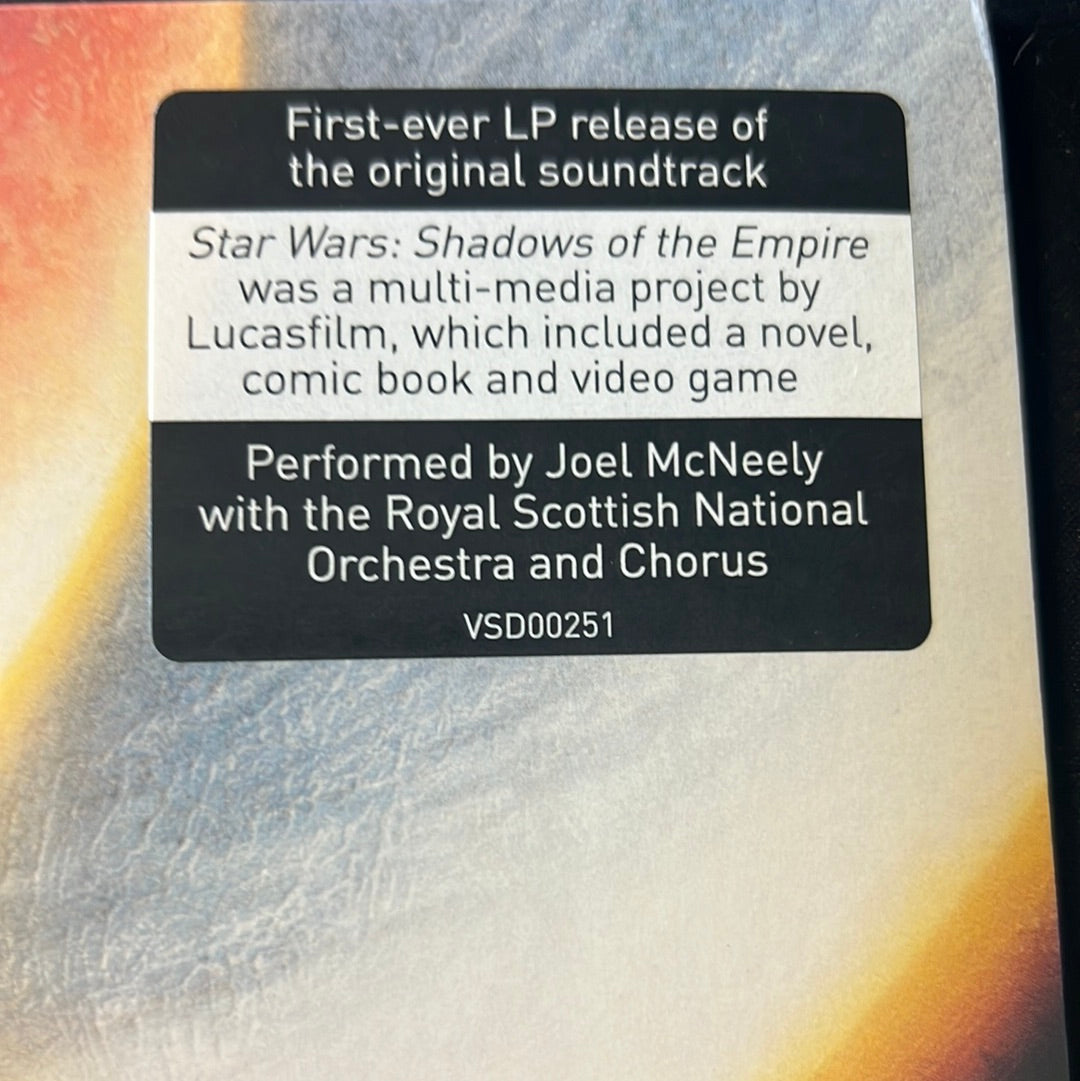 First-ever LP release of
the original soundtrack
Star Wars: Shadows of the Empire
was a multi-media project by
Lucasfilm, which included a novel,
comic book and video game
Performed by Joel McNeely
with the Royal Scottish National
Orchestra and Chorus
VSD00251